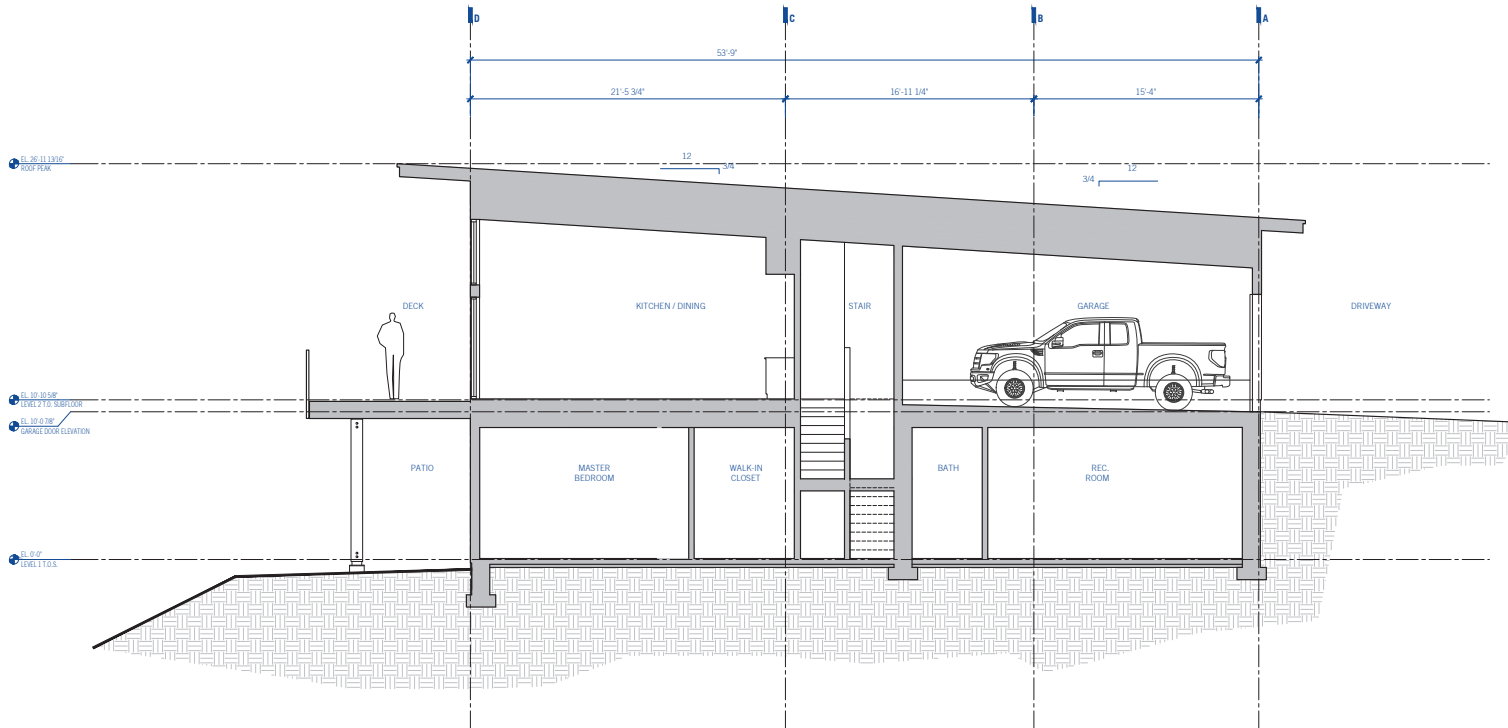 D
C
B
A
53'-9"
21'-5 3/4"
16'-11 1/4"
15'-4"
EL. 26'-11 13/16"
ROOF PEAK
12
3/4
12
3/4
DECK
KITCHEN / DINING
STAIR
GARAGE
DRIVEWAY
EL. 10'-10 5/8"
LEVEL 2 T.O. SUBFLOOR
EL. 10'-0 7/8"
GARAGE DOOR ELEVATION
PATIO
MASTER
BEDROOM
WALK-IN
CLOSET
BATH
REC.
ROOM
EL. 0'-0"
LEVEL 1 T.O.S.